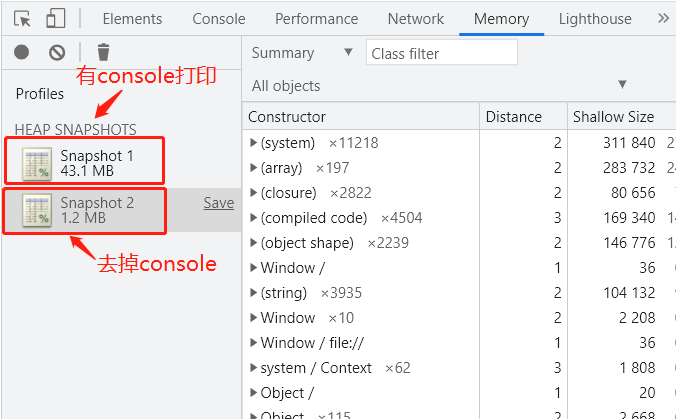 Elements Console Performance Network Memory Lighthouse »
Summary ▼ Class filter
有console打印
All objects ▼
Profiles
HEAP SNAPSHOTS
Snapshot 1
43.1 MB
Snapshot 2 Save
1.2 MB
去掉console
Constructor Distance Shallow Size
(system) ×11218 2 311 840
(array) ×197 2 283 732
(closure) ×2822 2 80 656
(compiled code) ×4504 3 169 340
(object shape) ×2239 2 146 776
Window / 1 36
(string) ×3935 2 104 132
Window ×10 2 2 208
Window / file:// 1 36
system / Context ×62 3 1 808
Object / 1 20
Object ×115 2 2 668